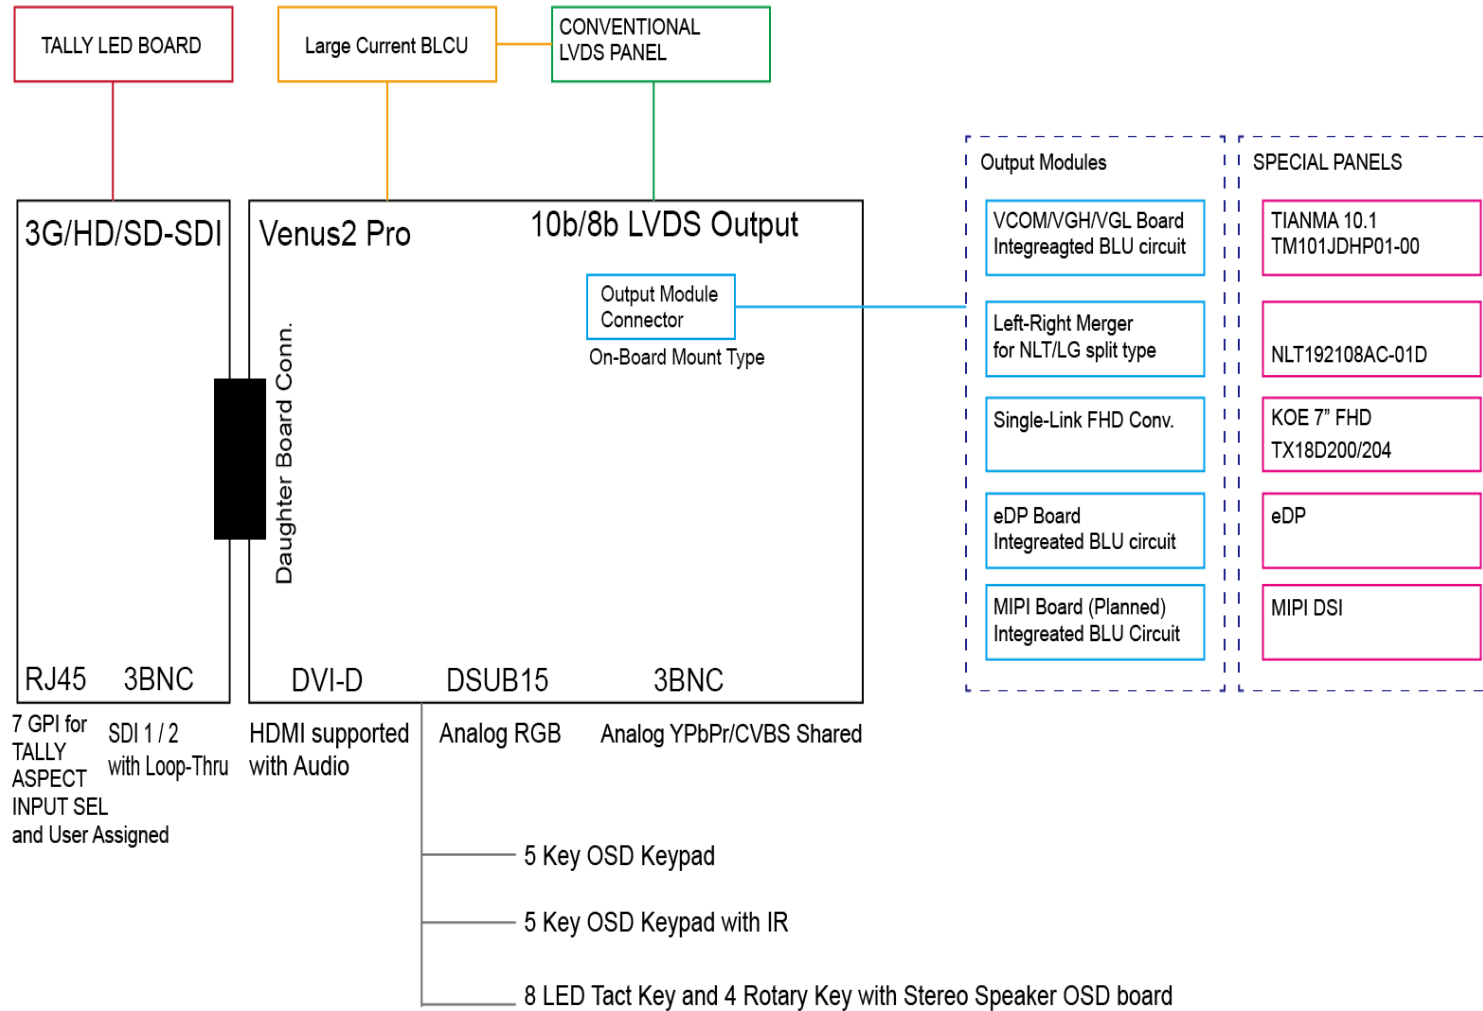 TALLY LED BOARD
Large Current BLCU
CONVENTIONAL
LVDS PANEL
3G/HD/SD-SDI
Venus2 Pro
10b/8b LVDS Output
Output Module
Connector
On-Board Mount Type
Daughter Board Conn.
RJ45
3BNC
DVI-D
DSUB15
3BNC
7 GPI for
TALLY
ASPECT
INPUT SEL
and User Assigned
SDI 1 / 2
with Loop-Thru
HDMI supported
with Audio
Analog RGB
Analog YPbPr/CVBS Shared
5 Key OSD Keypad
5 Key OSD Keypad with IR
8 LED Tact Key and 4 Rotary Key with Stereo Speaker OSD board
Output Modules
VCOM/VGH/VGL Board
Integreagted BLU circuit
Left-Right Merger
for NLT/LG split type
Single-Link FHD Conv.
eDP Board
Integreated BLU circuit
MIPI Board (Planned)
Integreated BLU Circuit
SPECIAL PANELS
TIANMA 10.1
TM101JDHP01-00
NLT192108AC-01D
KOE 7” FHD
TX18D200/204
eDP
MIPI DSI